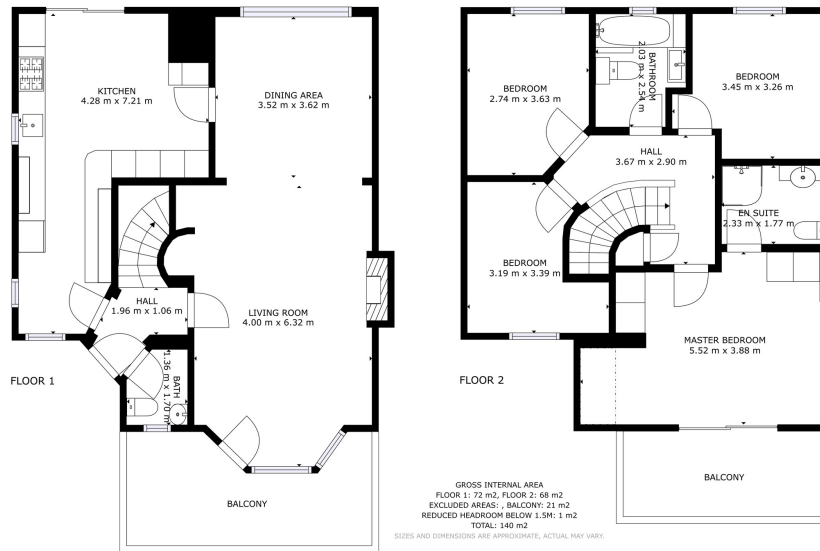 KITCHEN
4.28 m x 7.21 m
DINING AREA
3.52 m x 3.62 m
HALL
1.96 m x 1.06 m
LIVING ROOM
4.00 m x 6.32 m
BATH
1.36 m x 1.70 m
FLOOR 1
BALCONY
BEDROOM
2.74 m x 3.63 m
BATHROOM
2.03 m x 2.54 m
BEDROOM
3.45 m x 3.26 m
HALL
3.67 m x 2.90 m
EN SUITE
2.33 m x 1.77 m
BEDROOM
3.19 m x 3.39 m
MASTER BEDROOM
5.52 m x 3.88 m
FLOOR 2
BALCONY
GROSS INTERNAL AREA
FLOOR 1: 72 m2, FLOOR 2: 68 m2
EXCLUDED AREAS: , BALCONY: 21 m2
REDUCED HEADROOM BELOW 1.5M: 1 m2
TOTAL: 140 m2
SIZES AND DIMENSIONS ARE APPROXIMATE, ACTUAL MAY VARY.